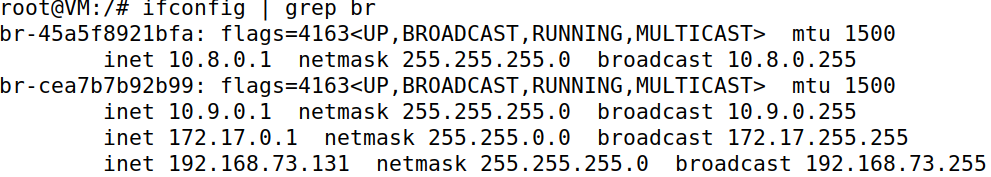 root@VM:/# ifconfig | grep br
br-45a5f8921bfa: flags=4163<UP,BROADCAST,RUNNING,MULTICAST>  mtu 1500
        inet 10.8.0.1  netmask 255.255.255.0  broadcast 10.8.0.255
br-cea7b7b92b99: flags=4163<UP,BROADCAST,RUNNING,MULTICAST>  mtu 1500
        inet 10.9.0.1  netmask 255.255.255.0  broadcast 10.9.0.255
        inet 172.17.0.1  netmask 255.255.0.0  broadcast 172.17.255.255
        inet 192.168.73.131  netmask 255.255.255.0  broadcast 192.168.73.255